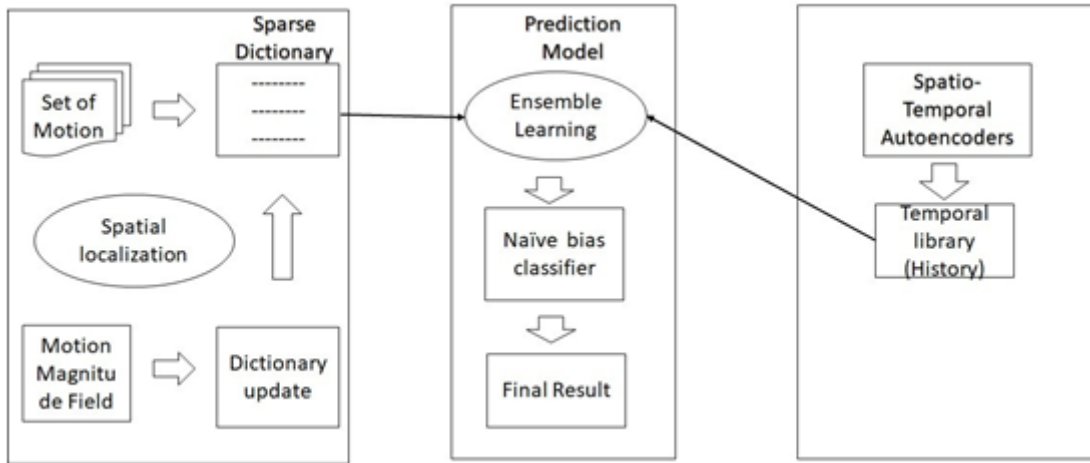 Sparse
Dictionary
Set of
Motion
--------
--------
--------
Spatial
localization
Motion
Magnitu
de Field
Dictionary
update
Prediction
Model
Ensemble
Learning
Naïve bias
classifier
Final Result
Spatio-
Temporal
Autoencoders
Temporal
library
(History)